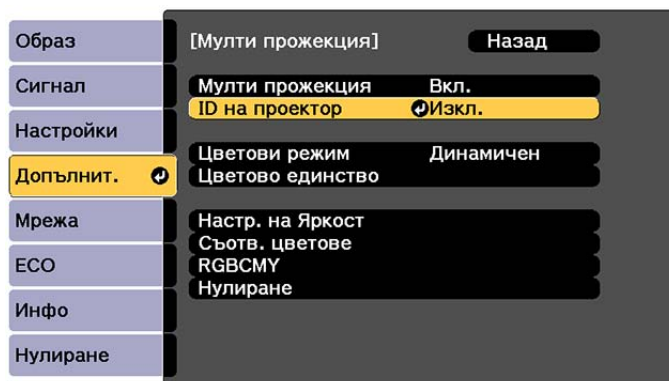 Образ
Сигнал
Настройки
Допълнит.
Мрежа
ECO
Инфо
Нулиране
[Мулти прожекция] Назад
Мулти прожекция Вкл.
ID на проектор Изкл.
Цветови режим Динамичен
Цветово единство
Настр. на Яркост
Съотв. цветове
RGBCMY
Нулиране